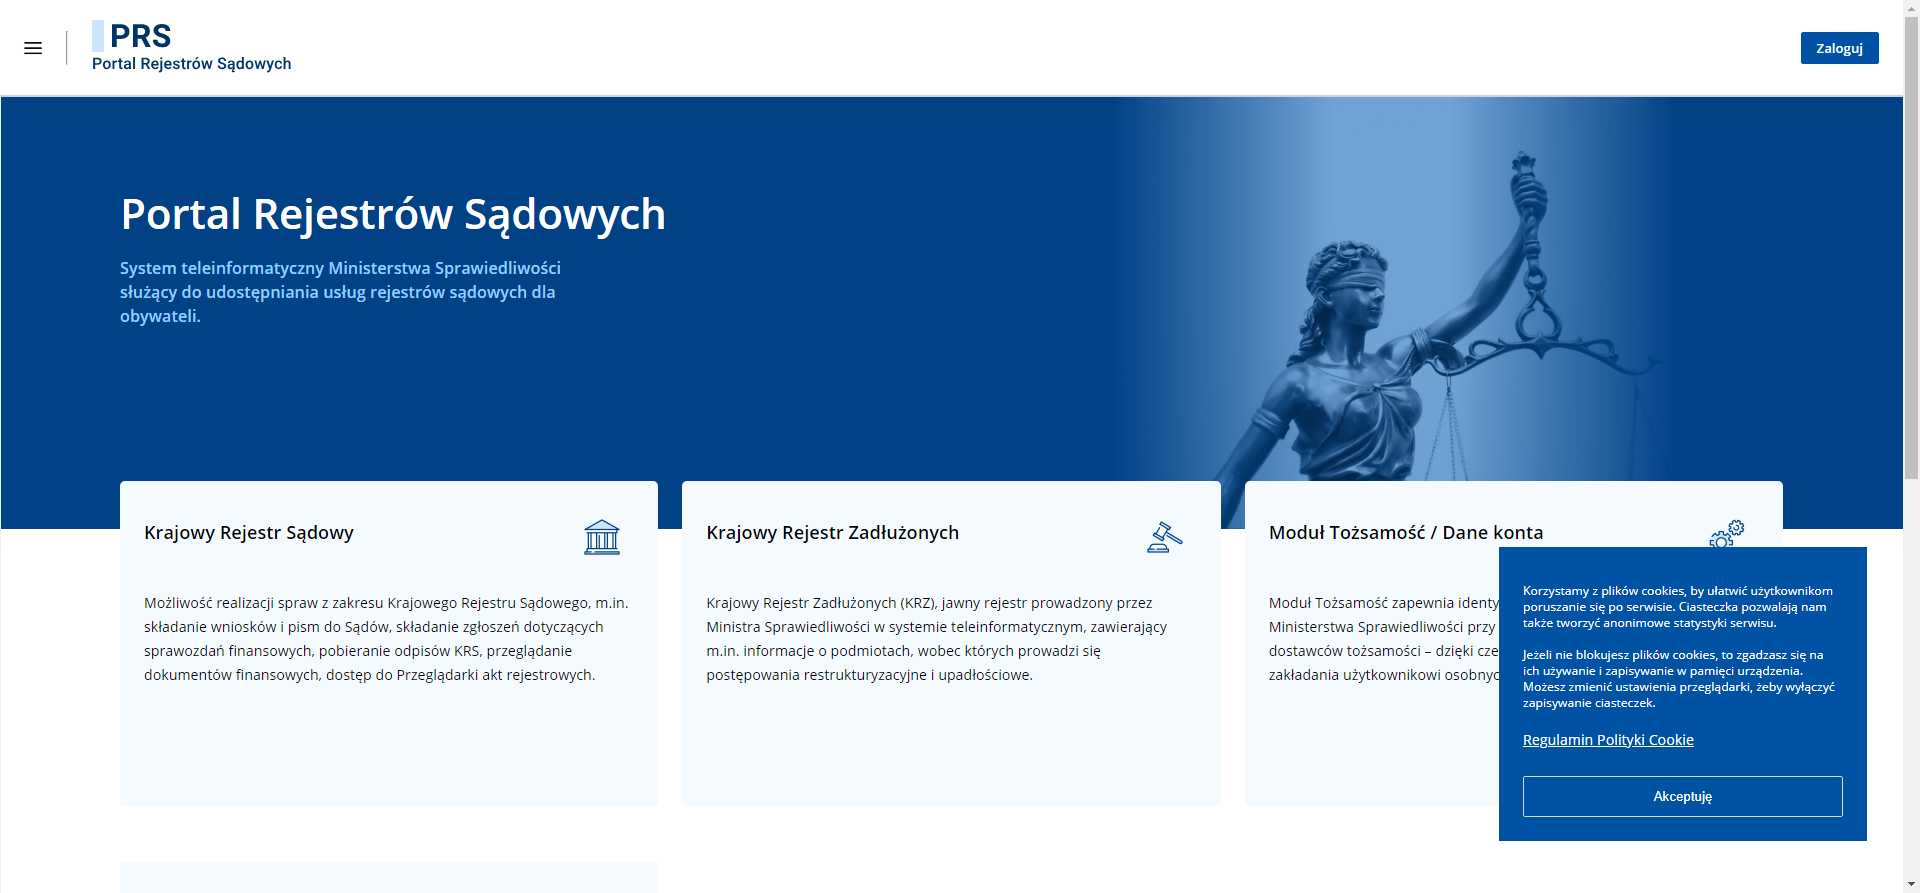 PRS
Portal Rejestrów Sądowych
Zaloguj
Portal Rejestrów Sądowych
System teleinformatyczny Ministerstwa Sprawiedliwości
służący do udostępniania usług rejestrów sądowych dla
obywateli.
Krajowy Rejestr Sądowy
Możliwość realizacji spraw z zakresu Krajowego Rejestru Sądowego, m.in.
składanie wniosków i pism do Sądów, składanie zgłoszeń dotyczących
sprawozdań finansowych, pobieranie odpisów KRS, przeglądanie
dokumentów finansowych, dostęp do Przeglądarki akt rejestrowych.
Krajowy Rejestr Zadłużonych
Krajowy Rejestr Zadłużonych (KRZ), jawny rejestr prowadzony przez
Ministra Sprawiedliwości w systemie teleinformatycznym, zawierający
m.in. informacje o podmiotach, wobec których prowadzi się
postępowania restrukturyzacyjne i upadłościowe.
Moduł Tożsamość / Dane konta
Moduł Tożsamość zapewnia identy
Ministerstwa Sprawiedliwości przy
dostawców tożsamości – dzięki cze
zakładania użytkownikowi osobnyc
Korzystamy z plików cookies, by ułatwić użytkownikom
poruszanie się po serwisie. Ciasteczka pozwalają nam
także tworzyć anonimowe statystyki serwisu.
Jeżeli nie blokujesz plików cookies, to zgadzasz się na
ich używanie i zapisywanie w pamięci urządzenia.
Możesz zmienić ustawienia przeglądarki, żeby wyłączyć
zapisywanie ciasteczek.
Regulamin Polityki Cookie
Akceptuję